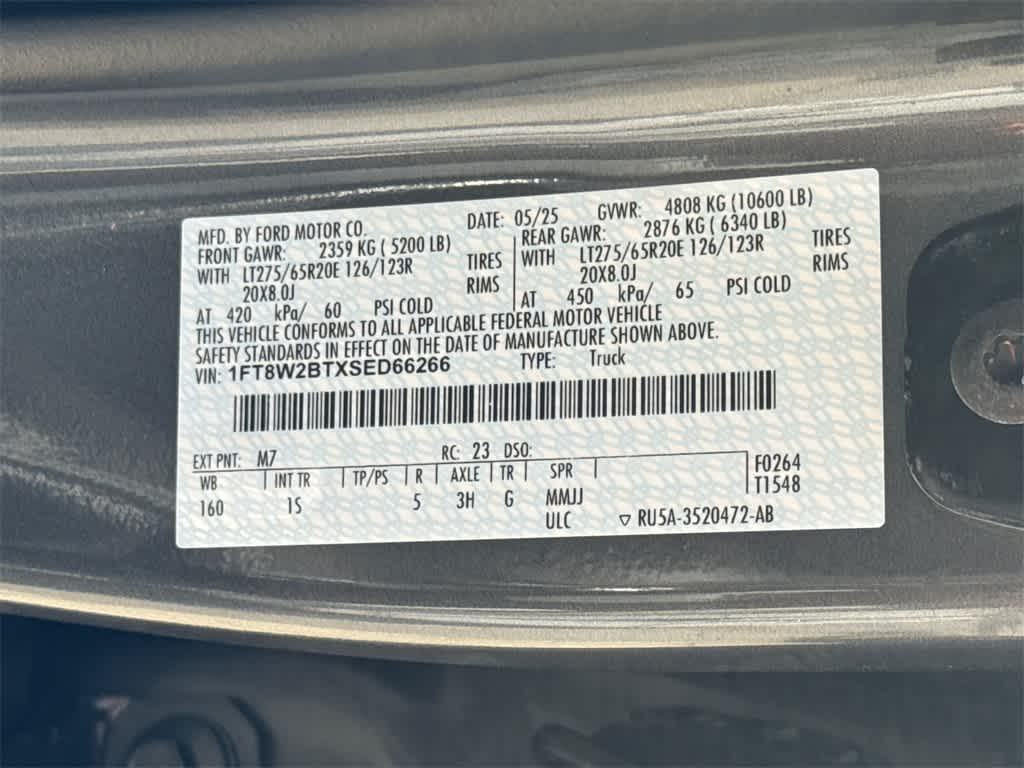 MFD. BY FORD MOTOR CO. DATE: 05/25 GVWR: 4808 KG (10600 LB)
FRONT GAWR: 2359 KG ( 5200 LB) REAR GAWR: 2876 KG ( 6340 LB)
WITH LT275/65R20E 126/123R TIRES WITH LT275/65R20E 126/123R TIRES
20X8.0J RIMS 20X8.0J RIMS
AT 420 kPa/ 60 PSI COLD AT 450 kPa/ 65 PSI COLD
THIS VEHICLE CONFORMS TO ALL APPLICABLE FEDERAL MOTOR VEHICLE
SAFETY STANDARDS IN EFFECT ON THE DATE OF MANUFACTURE SHOWN ABOVE.
VIN: 1FT8W2BTXSED66266 TYPE: Truck
EXT PNT: M7 RC: 23 DSO:
WB INT TR TP/PS R AXLE TR SPR F0264
160 1S 5 3H G MMJJ T1548
ULC ▽ RU5A-3520472-AB